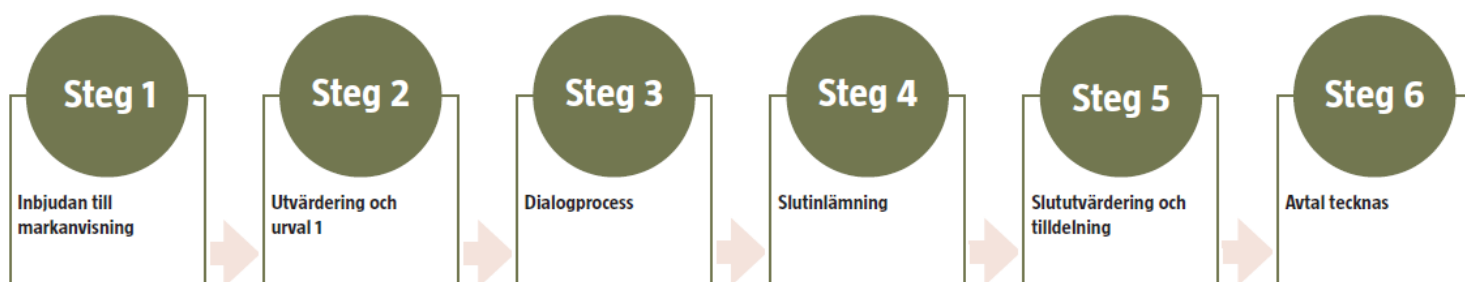 Steg 1
Inbjudan till
markanvisning
Steg 2
Utvärdering och
urval 1
Steg 3
Dialogprocess
Steg 4
Slutinlämning
Steg 5
Slututvärdering och
tilldelning
Steg 6
Avtal tecknas